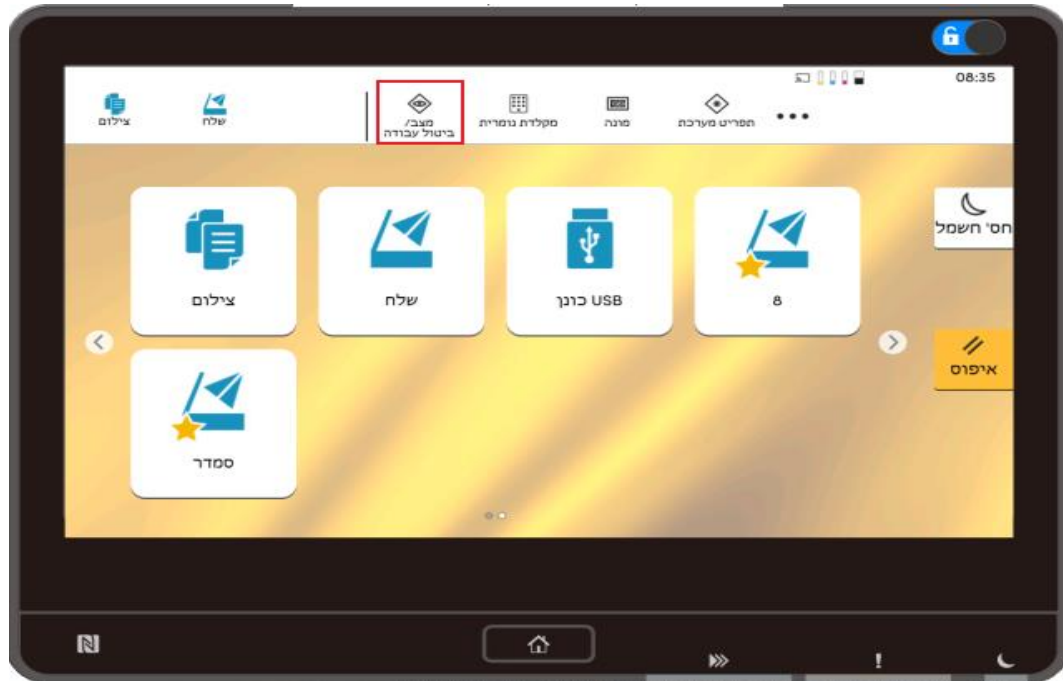 08:35
צילום
שלח
מצב/
ביטול עבודה
מקלדת נומרית
מונה
תפריט מערכת
חס' חשמל
צילום
שלח
כונן USB
8
איפוס
סמדר